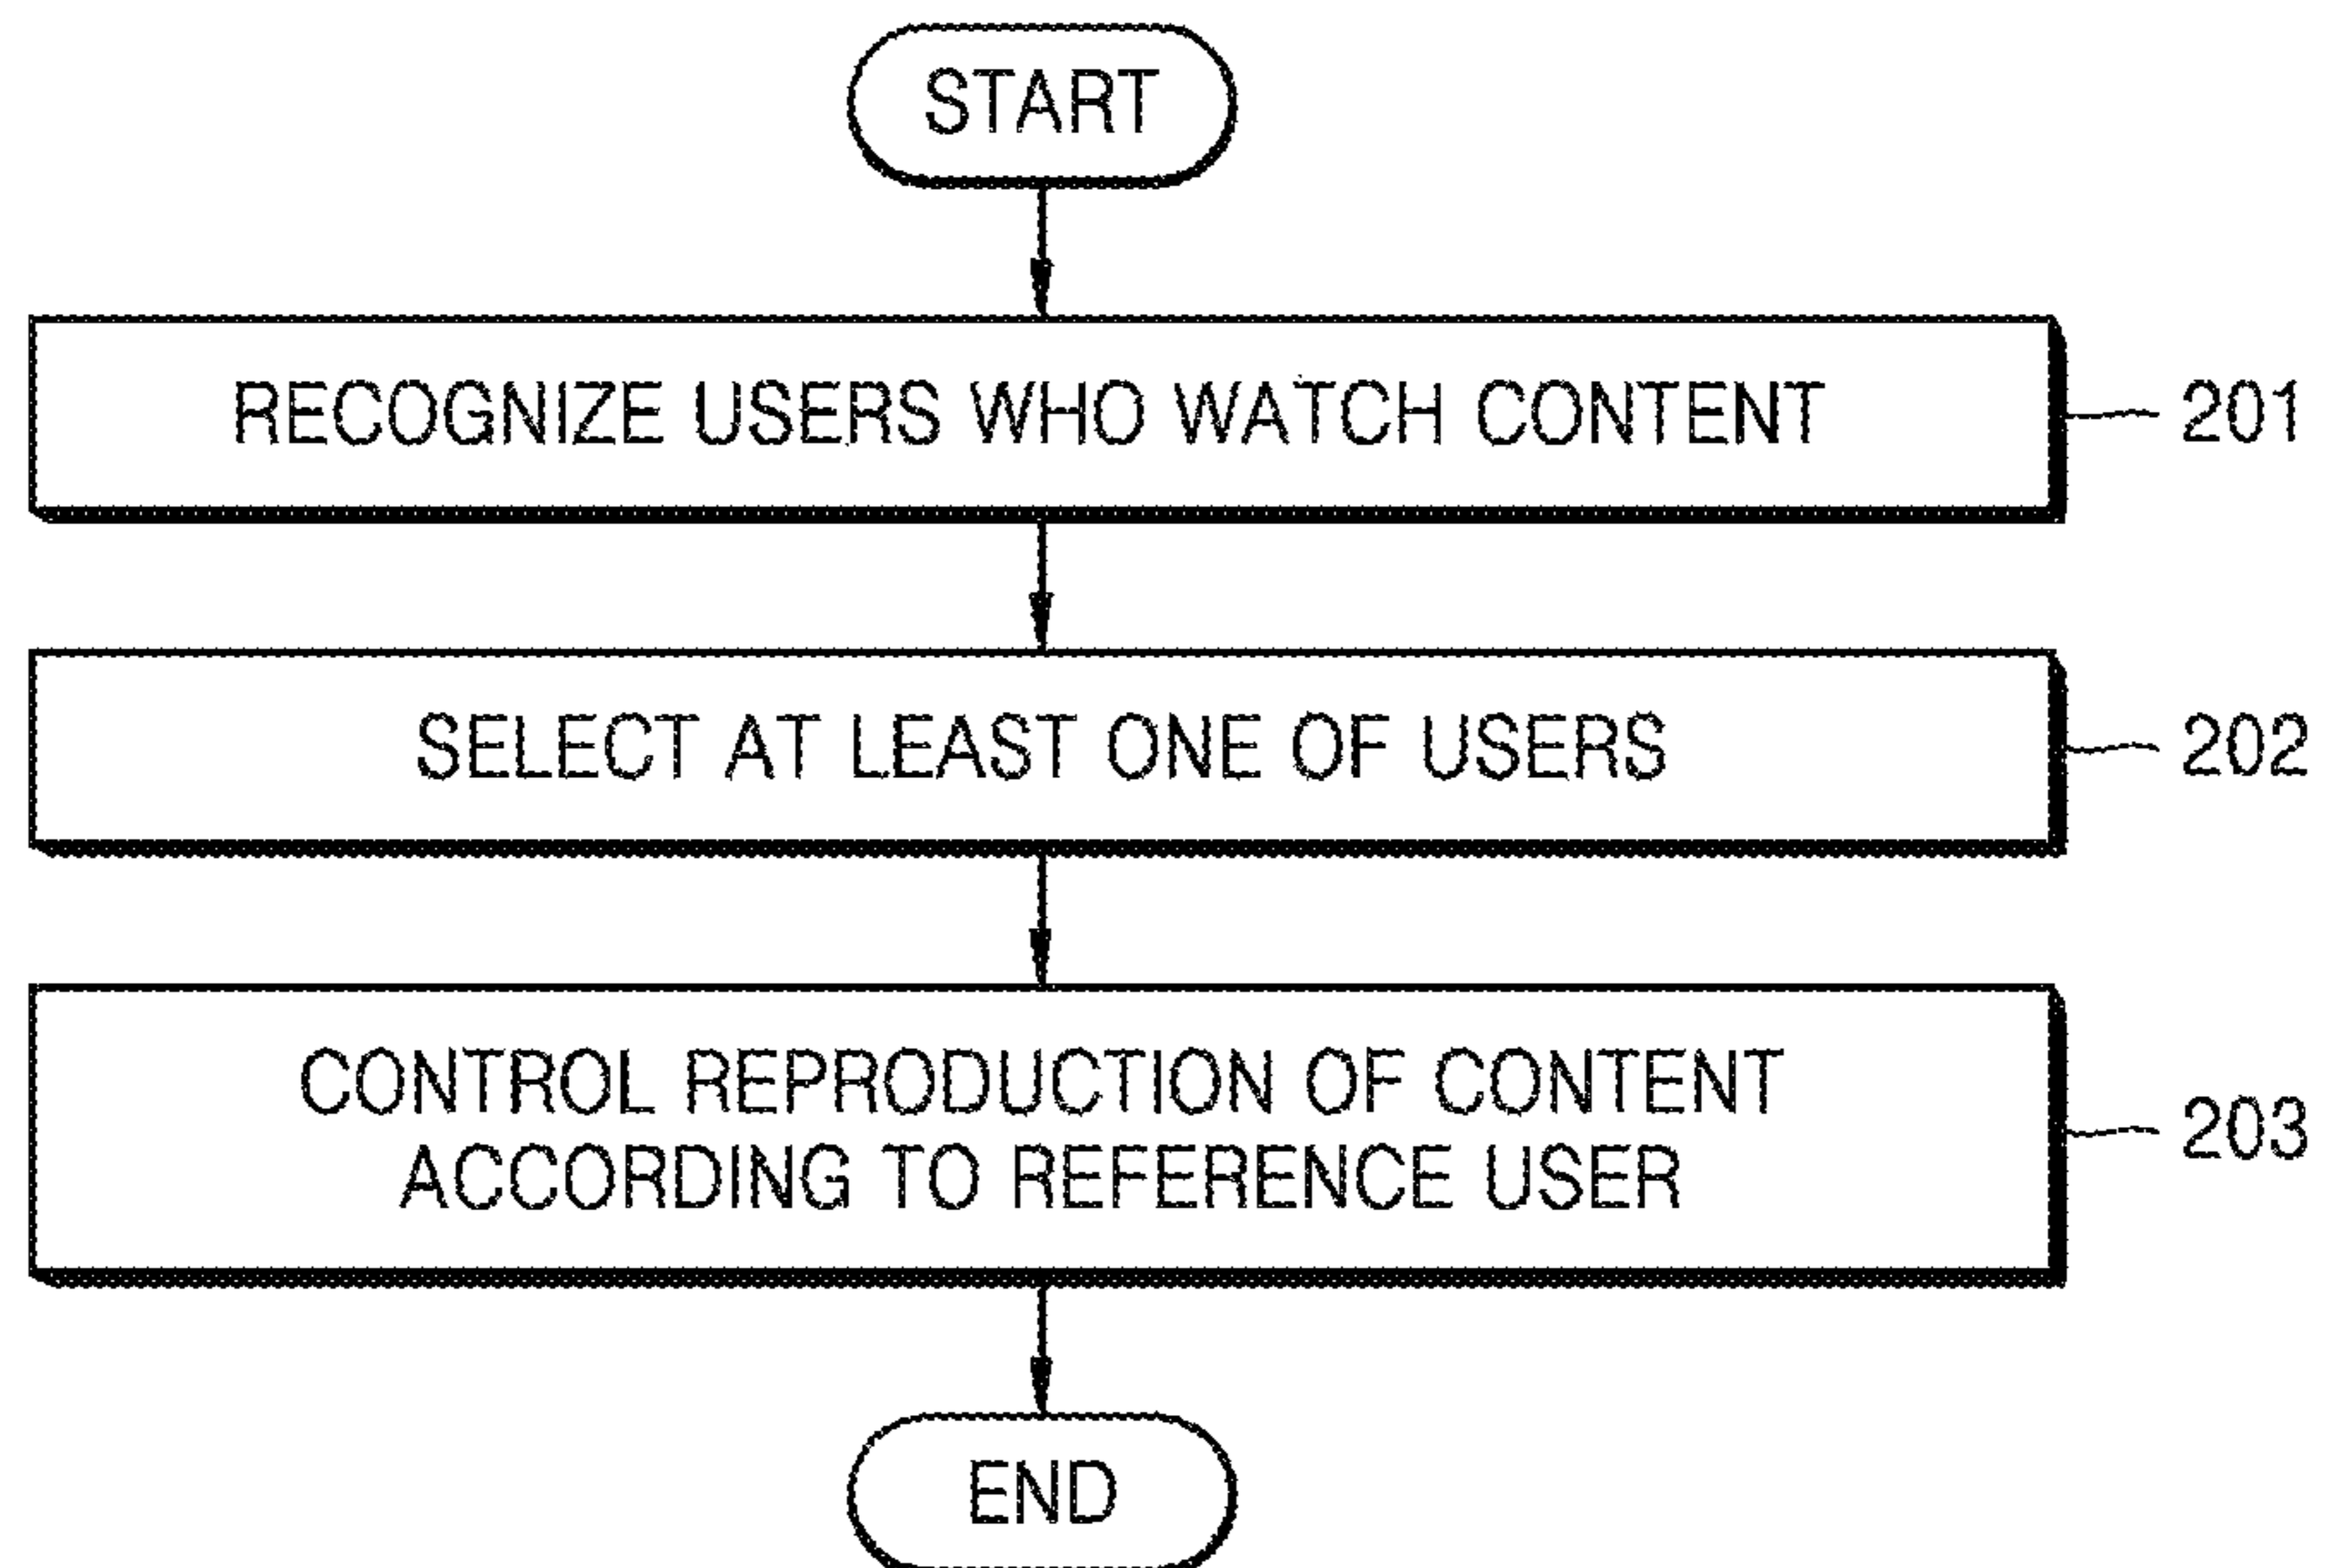 START
RECOGNIZE USERS WHO WATCH CONTENT
201
SELECT AT LEAST ONE OF USERS
202
CONTROL REPRODUCTION OF CONTENT
ACCORDING TO REFERENCE USER
203
END